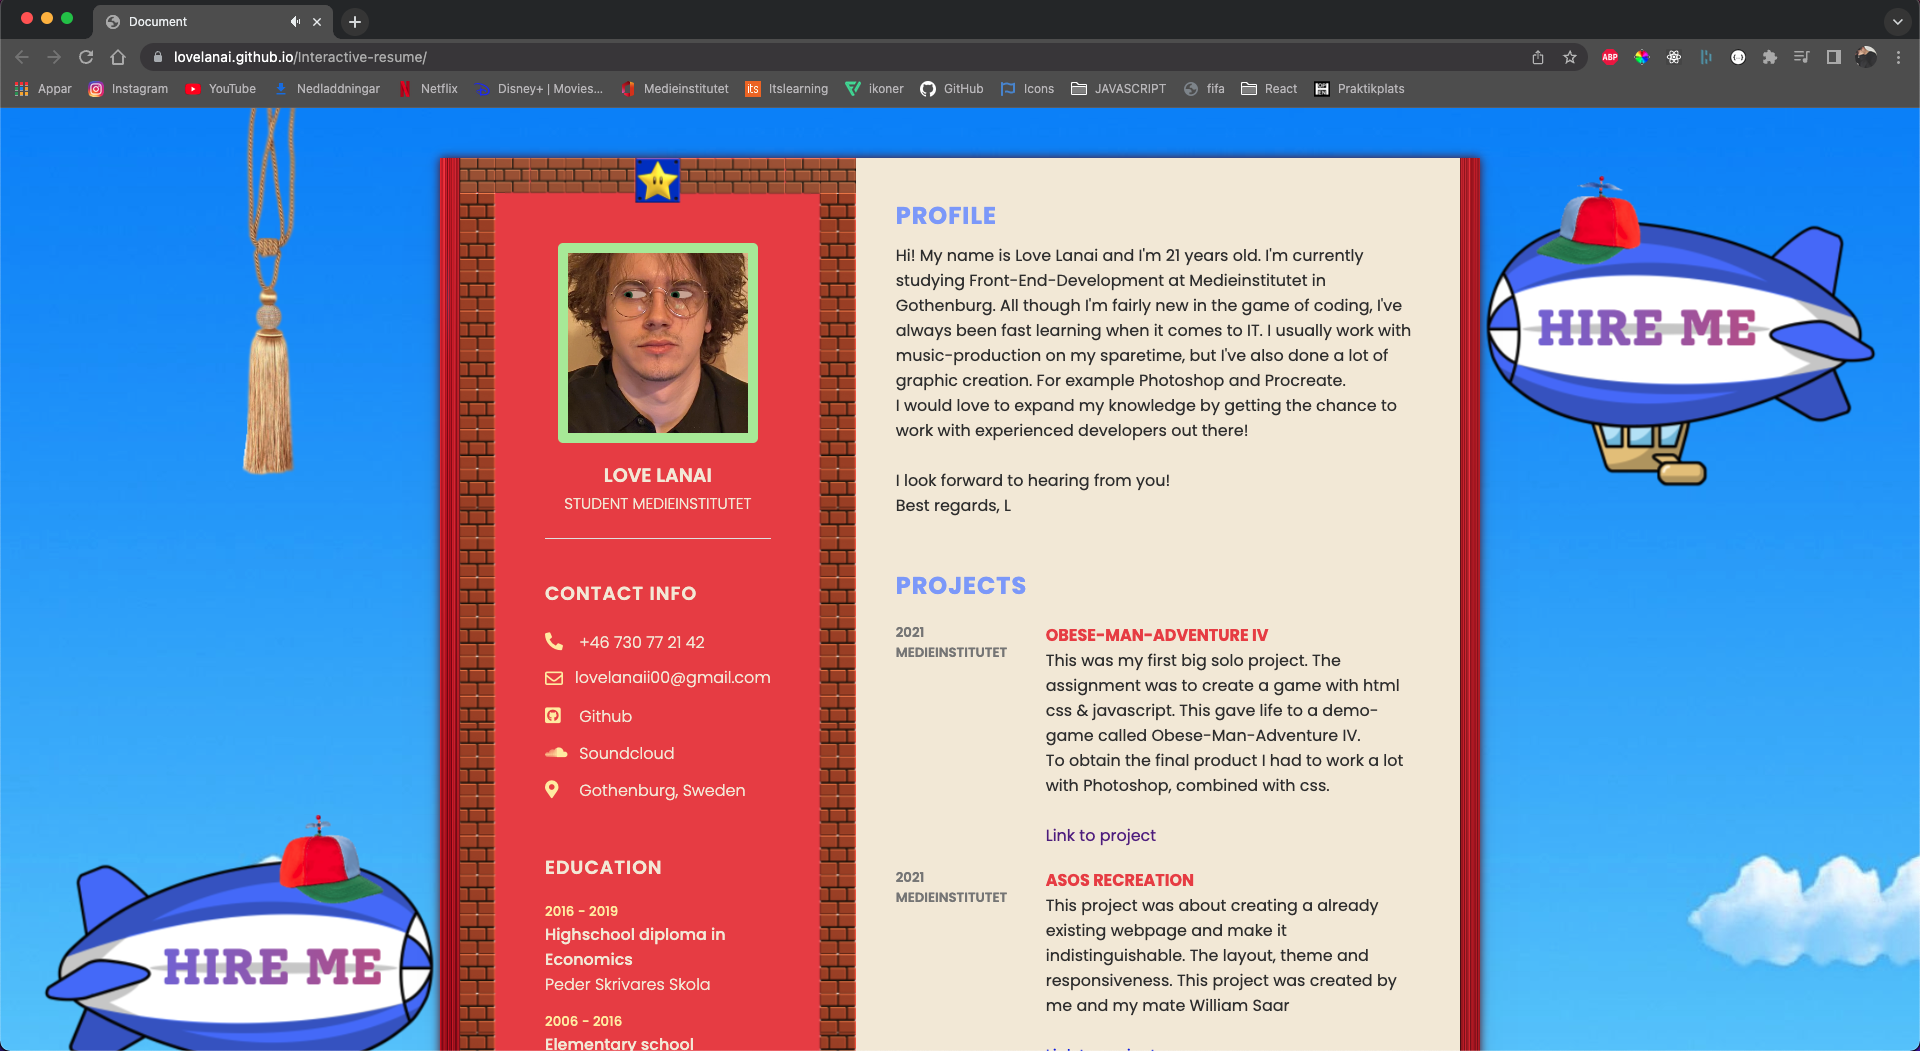 Document
lovelanai.github.io/Interactive-resume/
ABP
Appar
Instagram
YouTube
Nedladdningar
Netflix
Disney+ | Movies...
Medieinstitutet
its
Itslearning
ikoner
GitHub
Icons
JAVASCRIPT
fifa
React
Praktikplats
HIRE ME
LOVE LANAI
STUDENT MEDIEINSTITUTET
CONTACT INFO
+46 730 77 21 42
lovelanaii00@gmail.com
Github
Soundcloud
Gothenburg, Sweden
EDUCATION
2016 - 2019
Highschool diploma in
Economics
Peder Skrivares Skola
2006 - 2016
Elementary school
PROFILE
Hi! My name is Love Lanai and I'm 21 years old. I'm currently
studying Front-End-Development at Medieinstitutet in
Gothenburg. All though I'm fairly new in the game of coding, I've
always been fast learning when it comes to IT. I usually work with
music-production on my sparetime, but I've also done a lot of
graphic creation. For example Photoshop and Procreate.
I would love to expand my knowledge by getting the chance to
work with experienced developers out there!
I look forward to hearing from you!
Best regards, L
PROJECTS
2021
MEDIEINSTITUTET
OBESE-MAN-ADVENTURE IV
This was my first big solo project. The
assignment was to create a game with html
css & javascript. This gave life to a demo-
game called Obese-Man-Adventure IV.
To obtain the final product I had to work a lot
with Photoshop, combined with css.
Link to project
2021
MEDIEINSTITUTET
ASOS RECREATION
This project was about creating a already
existing webpage and make it
indistinguishable. The layout, theme and
responsiveness. This project was created by
me and my mate William Saar
HIRE ME